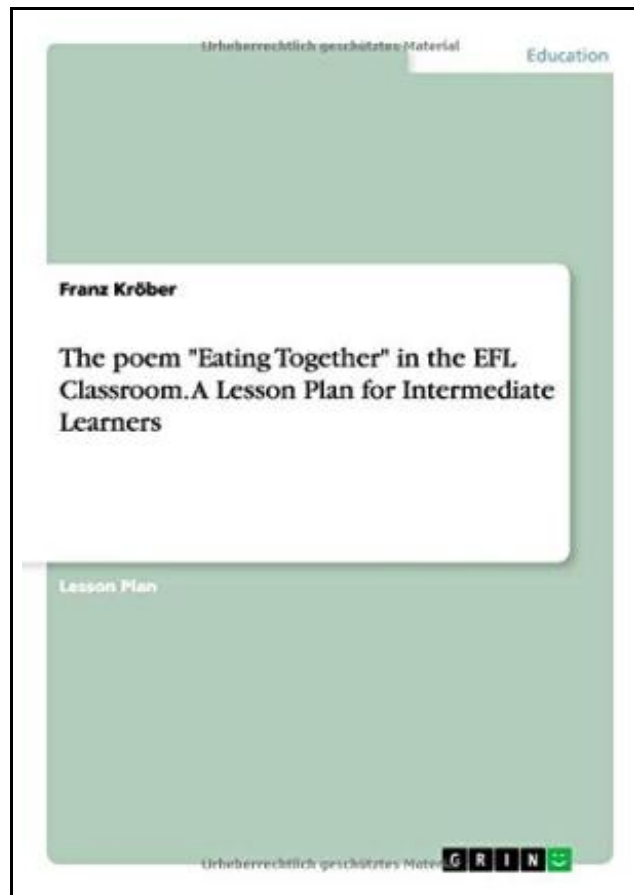 Urheberrechtlich geschütztes Material
Education
Franz Kröber
The poem "Eating Together" in the EFL
Classroom. A Lesson Plan for Intermediate
Learners
Lesson Plan
Urheberrechtlich geschütztes Mater
GRIN